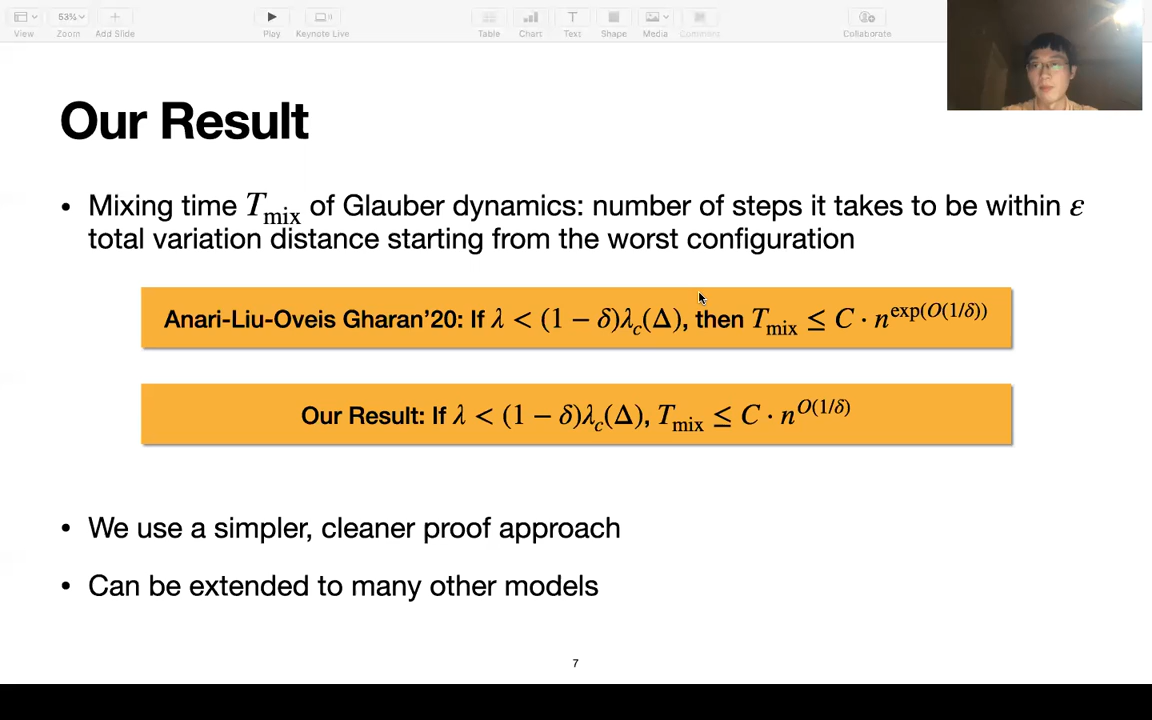 View
53%
Zoom
Add Slide
Play
Keynote Live
Table
Chart
Text
Shape
Media
Comment
Collaborate
Our Result
• Mixing time T_mix of Glauber dynamics: number of steps it takes to be within ε
total variation distance starting from the worst configuration
Anari-Liu-Oveis Gharan’20: If λ < (1 − δ)λ_c(Δ), then T_mix ≤ C · n^{exp(O(1/δ))}
Our Result: If λ < (1 − δ)λ_c(Δ), T_mix ≤ C · n^{O(1/δ)}
• We use a simpler, cleaner proof approach
• Can be extended to many other models
7